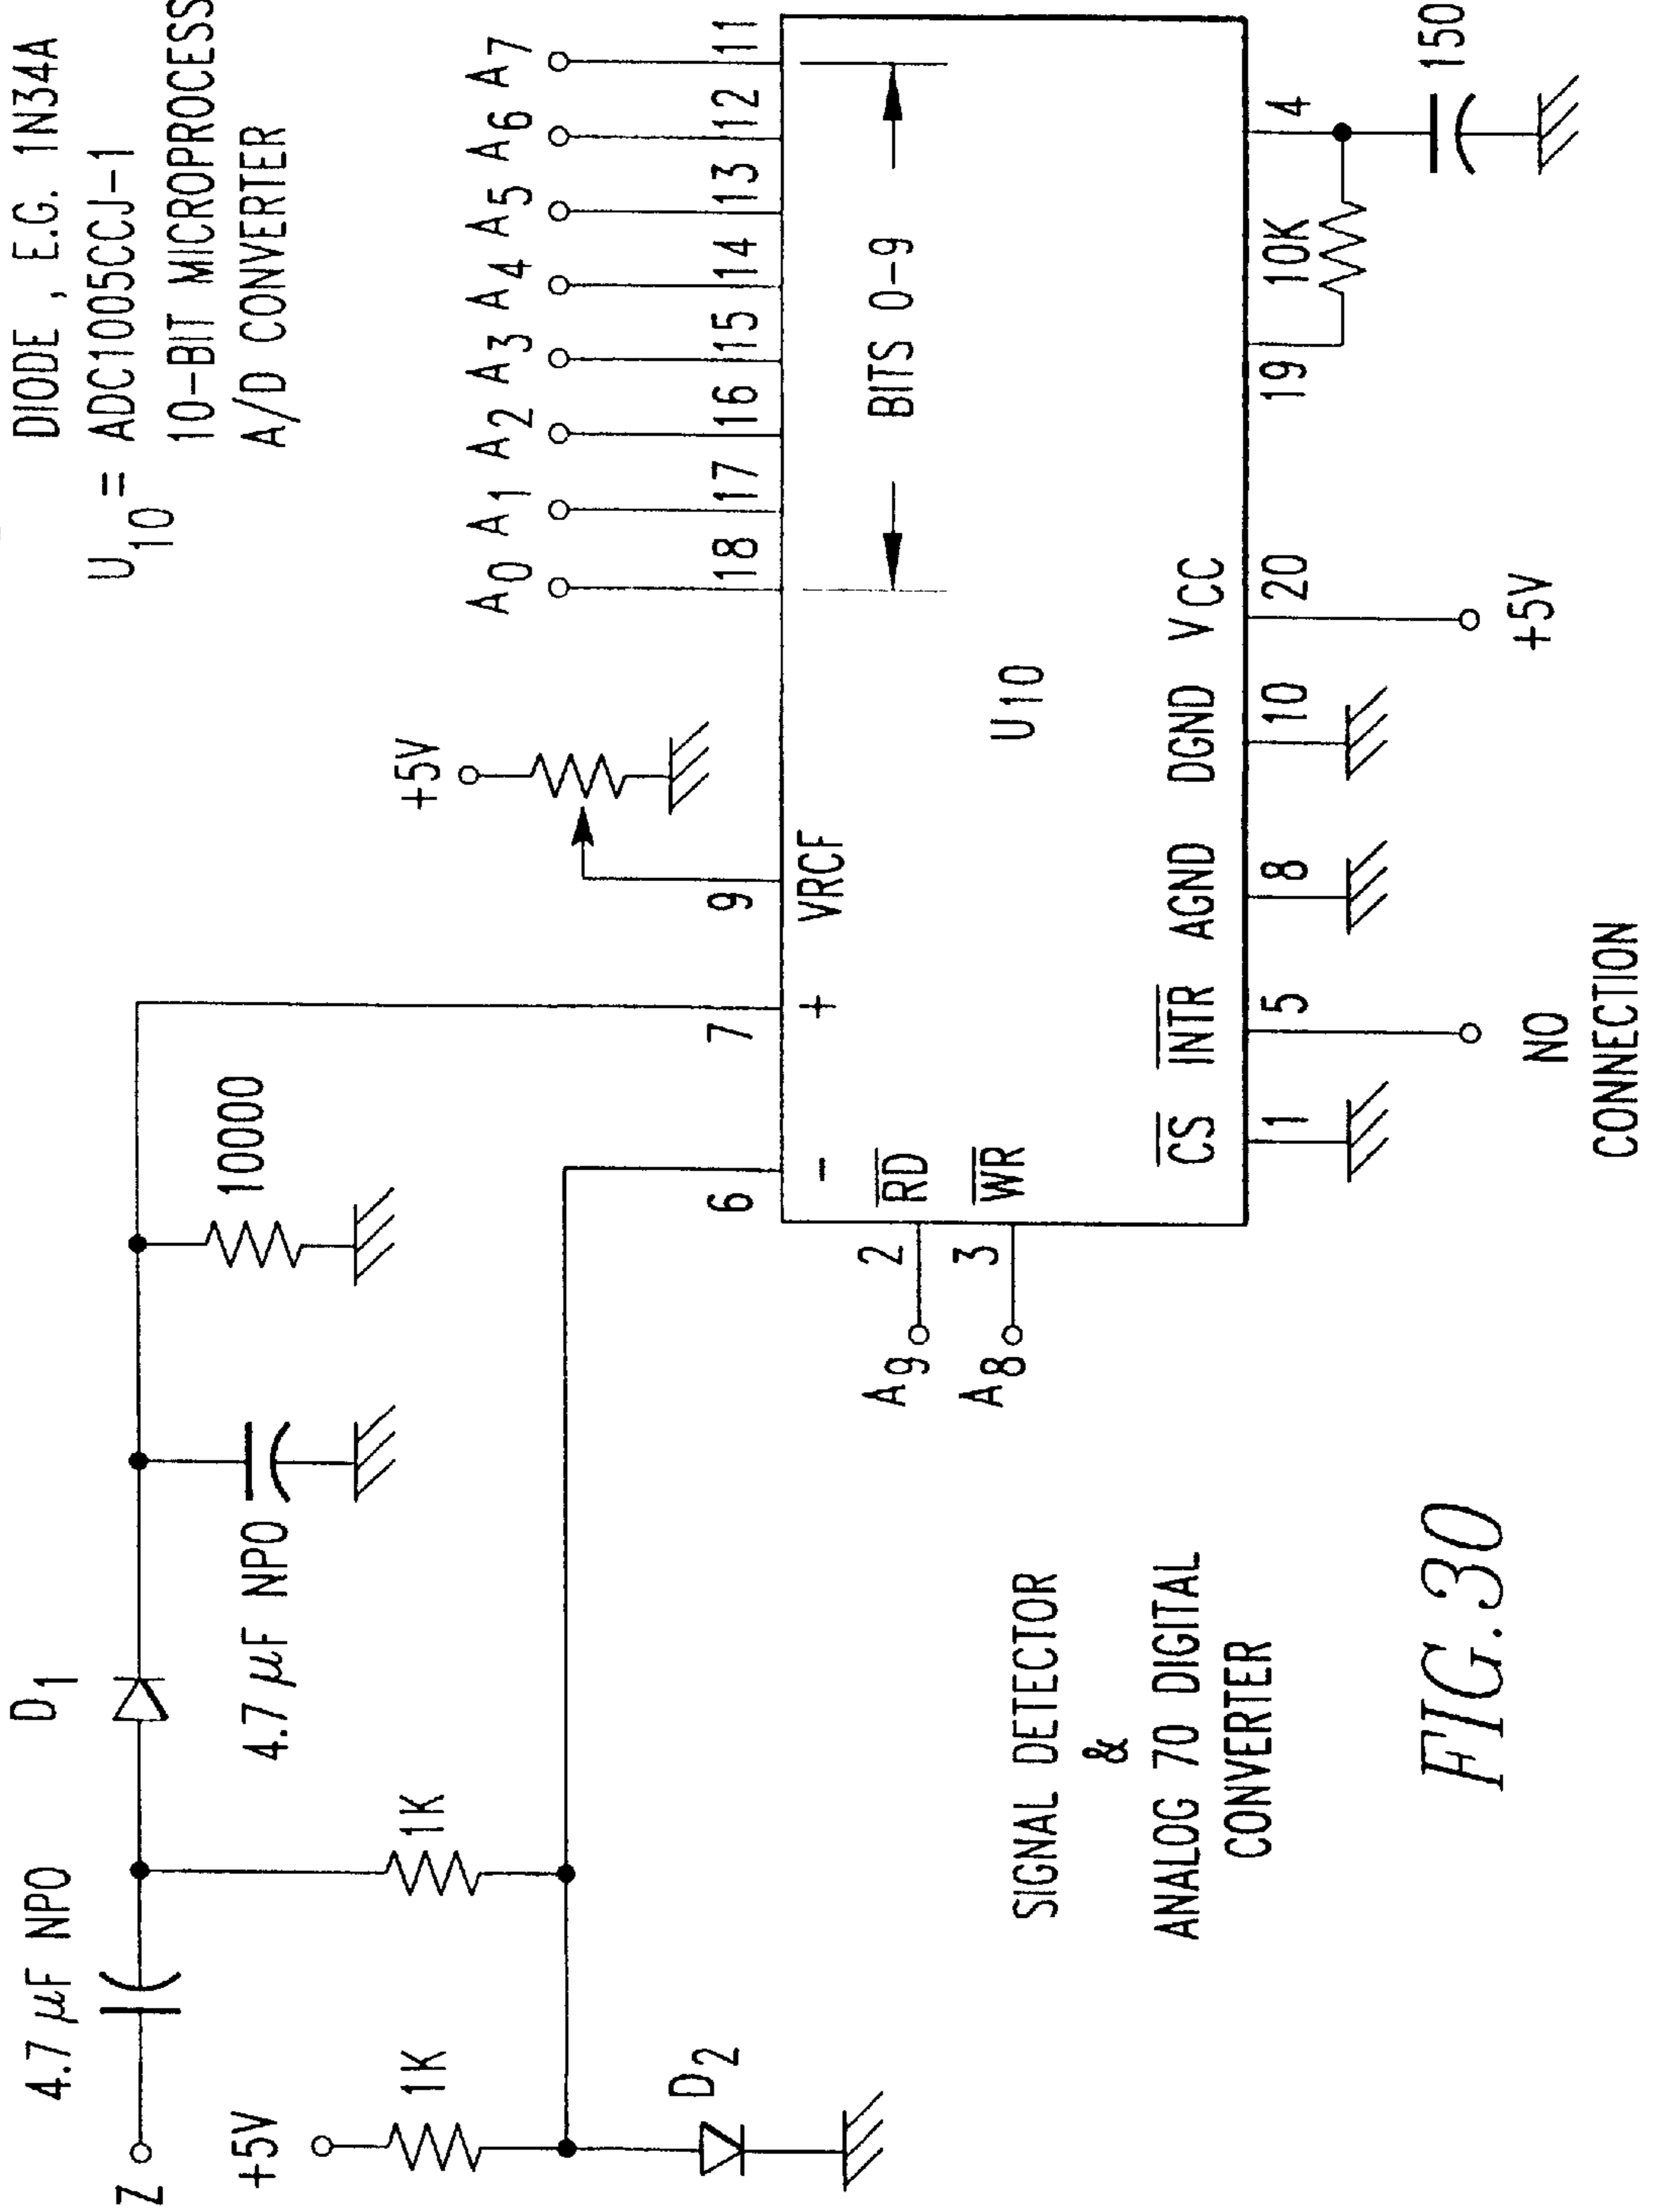 DIODE , E.G. 1N34A
U10 = ADC1005CCJ-1
10-BIT MICROPROCESS
A/D CONVERTER
Z
4.7 µF NPO
D1
4.7 µF NPO
10000
+5V
1K
1K
D2
+5V
A0 A1 A2 A3 A4 A5 A6 A7
6 7 9 18 17 16 15 14 13 12 11
- + VRCF
BITS 0-9
A9 2 RD
A8 3 WR
U10
CS INTR AGND DGND VCC
1 5 8 10 20 19 4
10K
150
NO
CONNECTION
+5V
SIGNAL DETECTOR
&
ANALOG 70 DIGITAL
CONVERTER
FIG.30